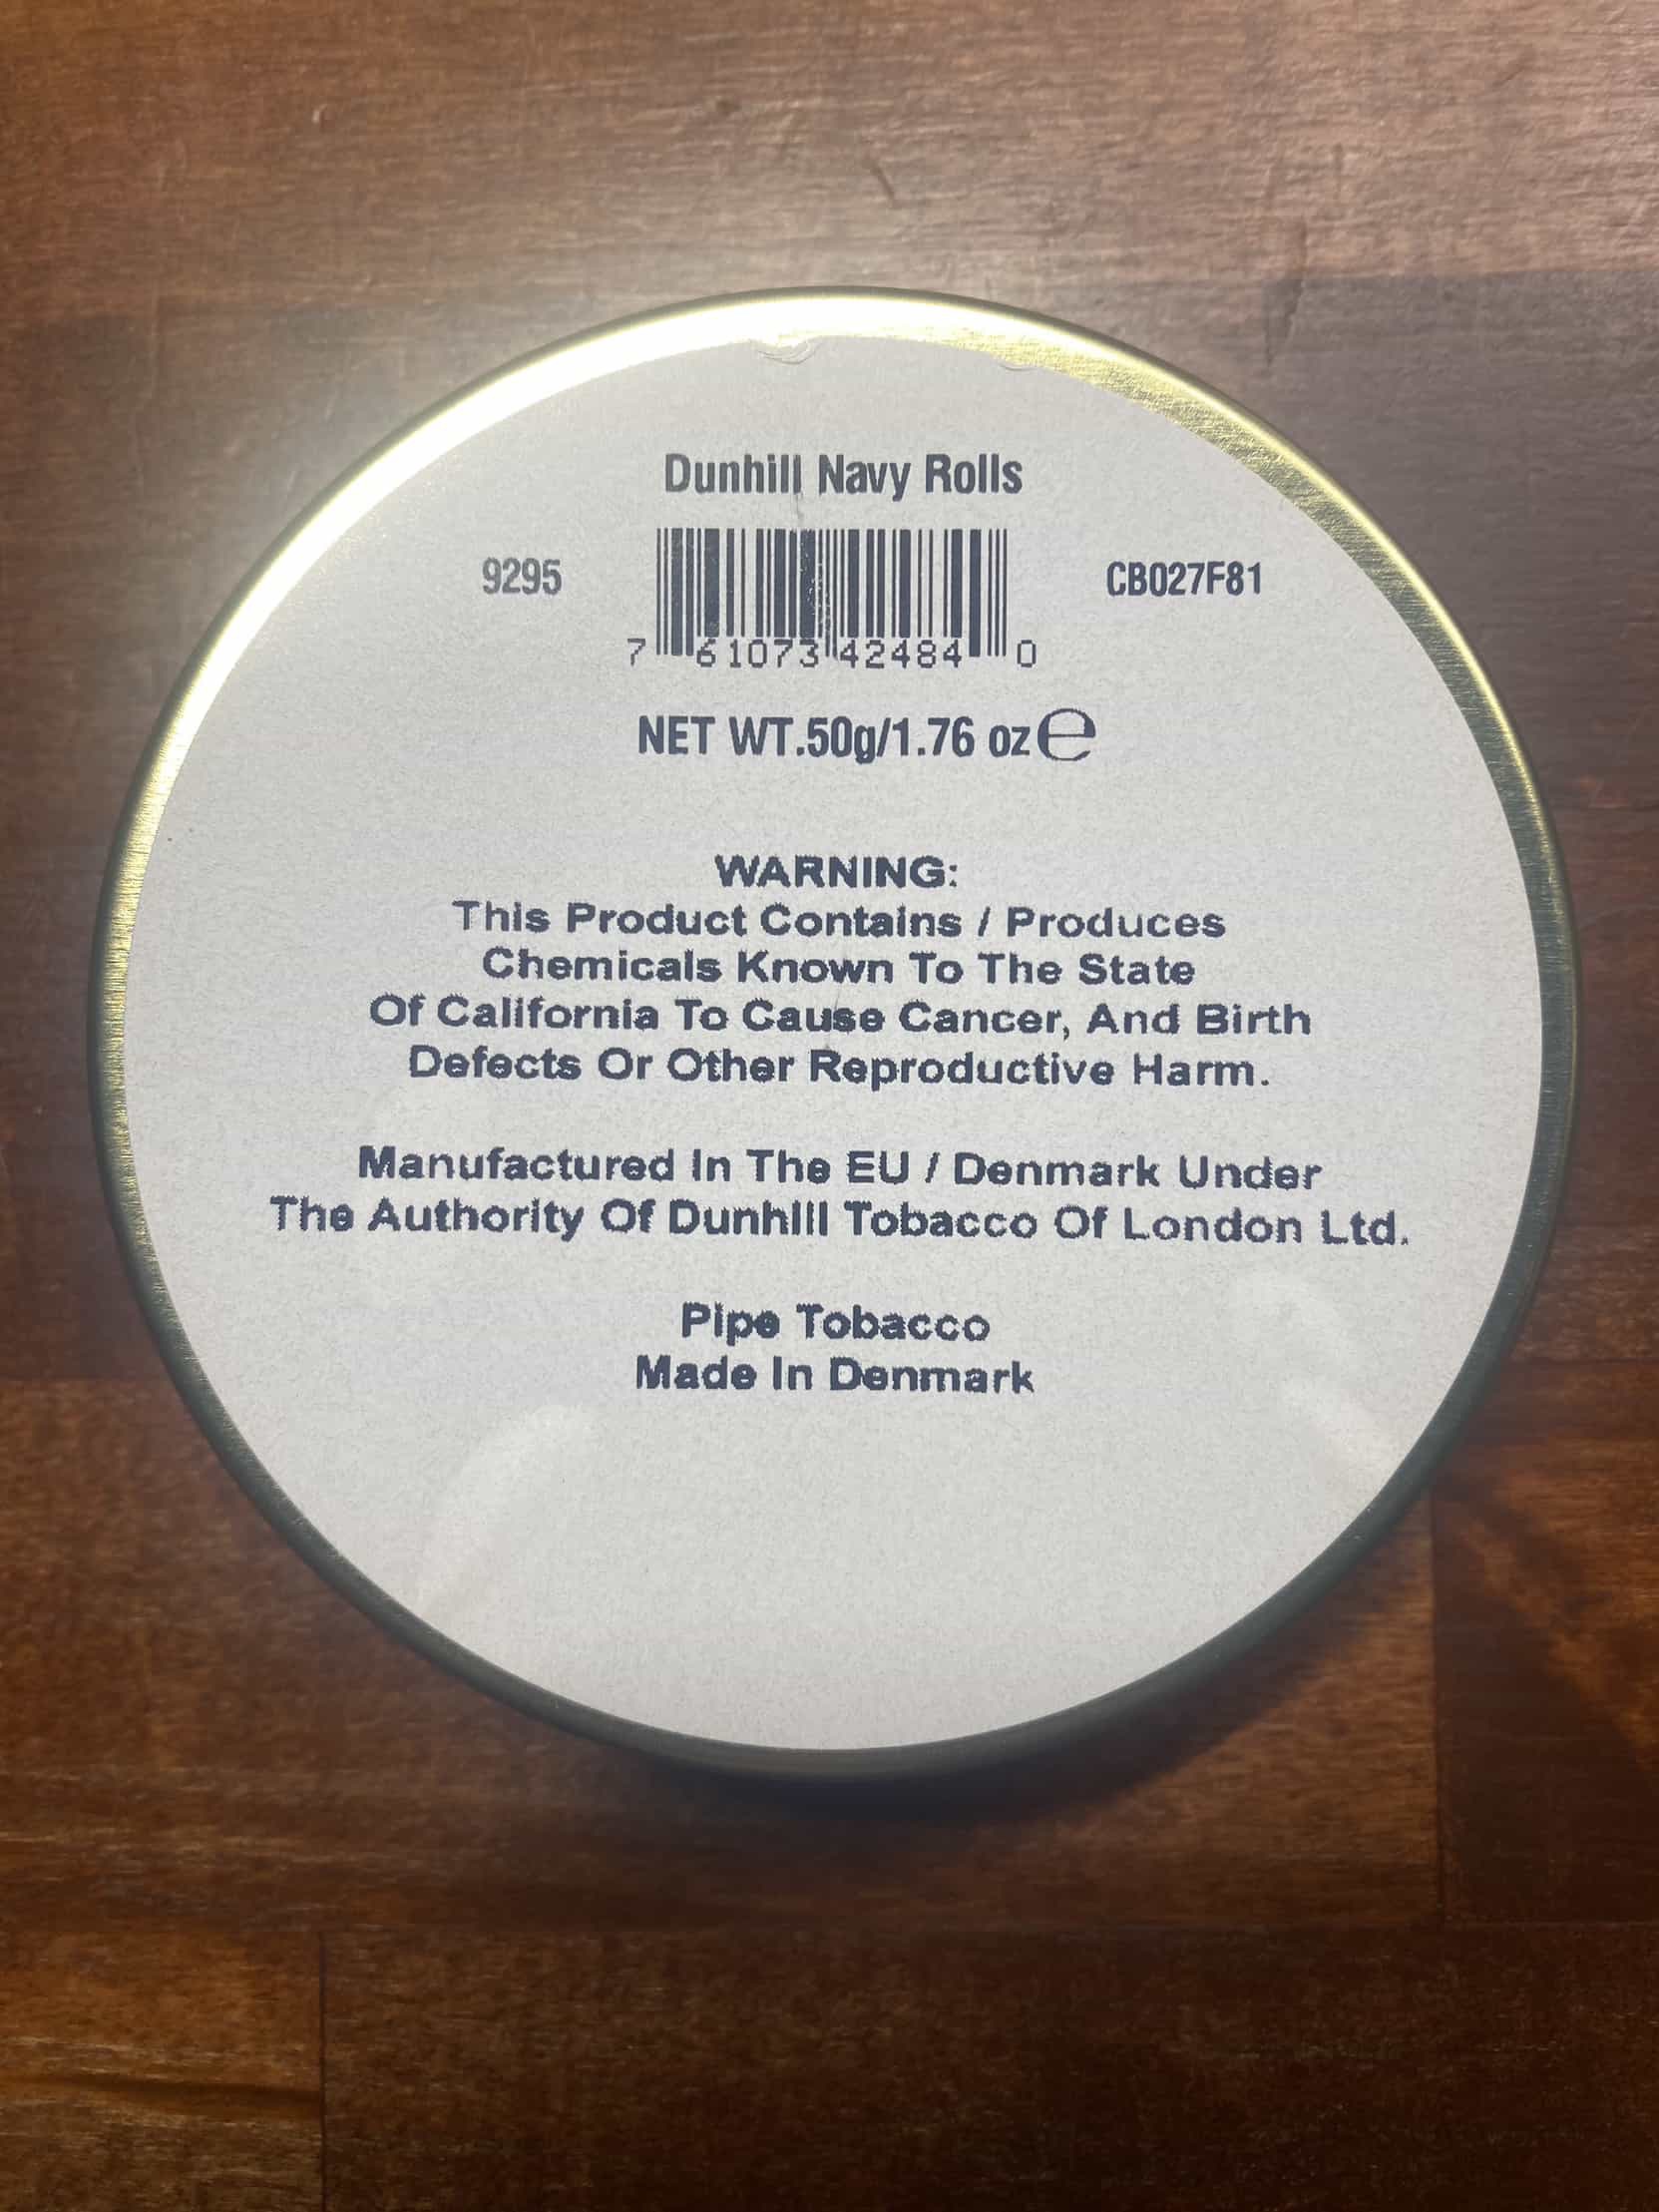 Dunhill Navy Rolls
9295
CB027F81
7 61073 42484 0
NET WT.50g/1.76 oz ℮
WARNING:
This Product Contains / Produces
Chemicals Known To The State
Of California To Cause Cancer, And Birth
Defects Or Other Reproductive Harm.
Manufactured In The EU / Denmark Under
The Authority Of Dunhill Tobacco Of London Ltd.
Pipe Tobacco
Made In Denmark